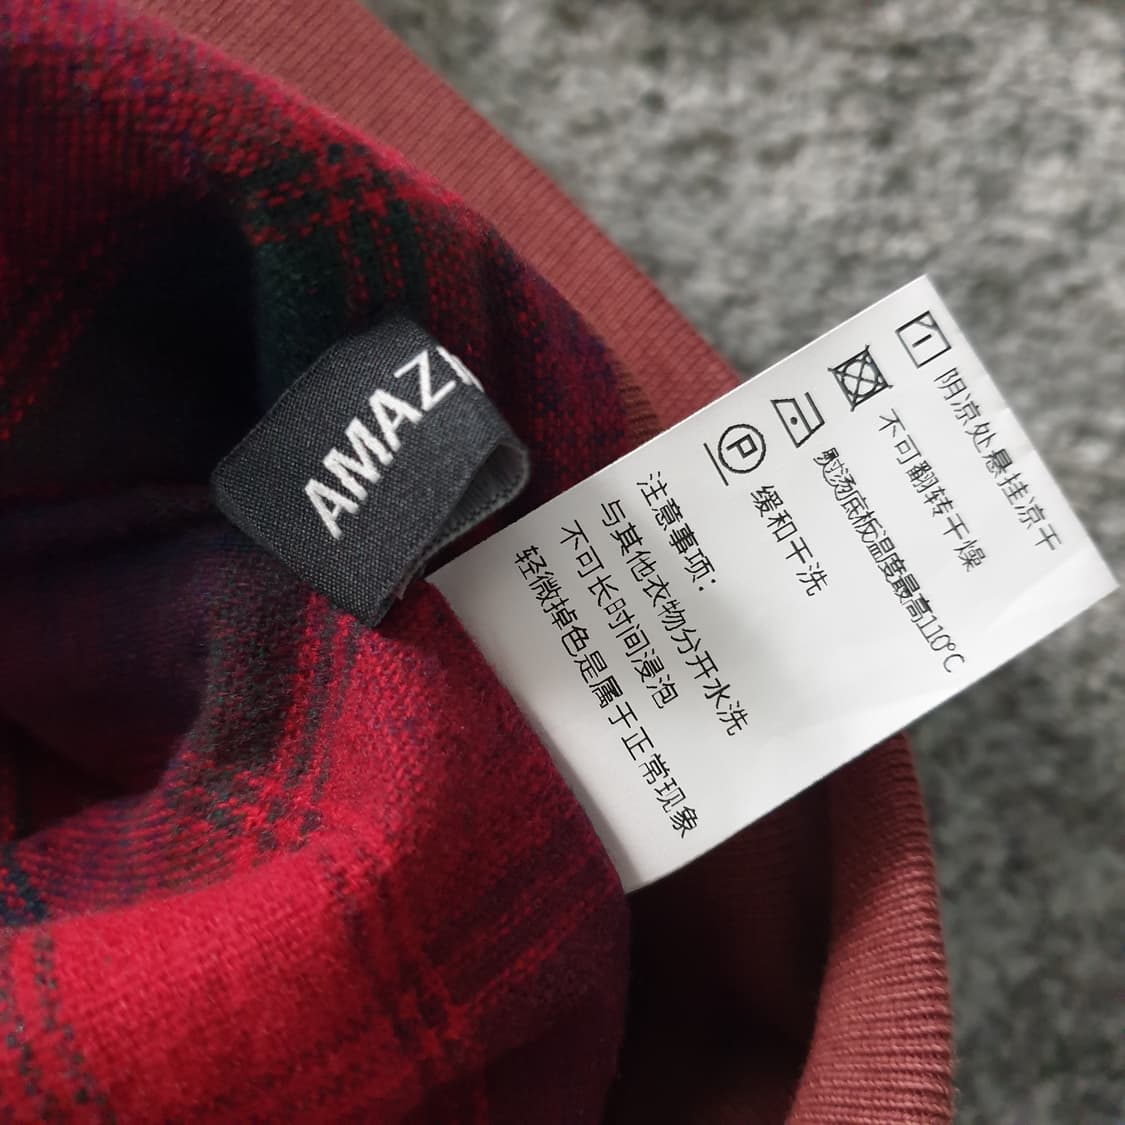 AMAZ
阴凉处悬挂凉干
不可翻转干燥
熨烫底板温度最高110℃
P
缓和干洗
注意事项：
与其他衣物分开水洗
不可长时间浸泡
轻微掉色是属于正常现象